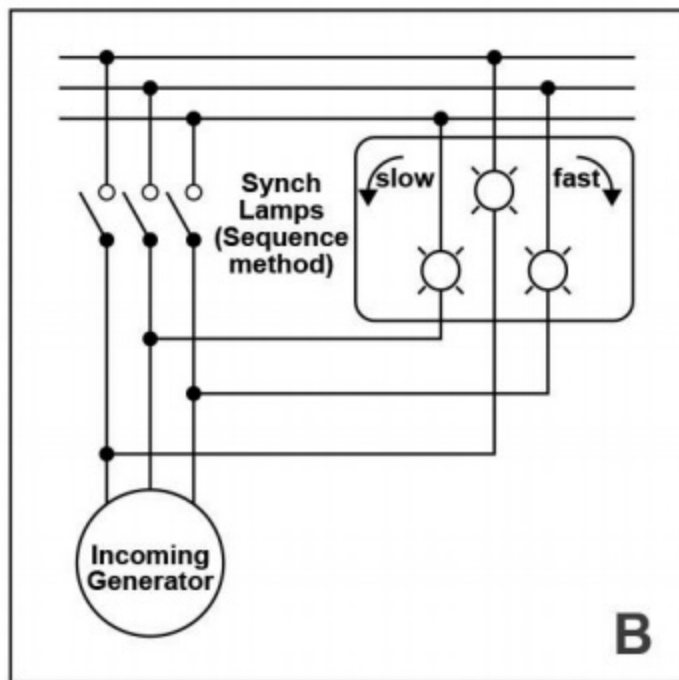 Synch
Lamps
(Sequence
method)
slow
fast
Incoming
Generator
B